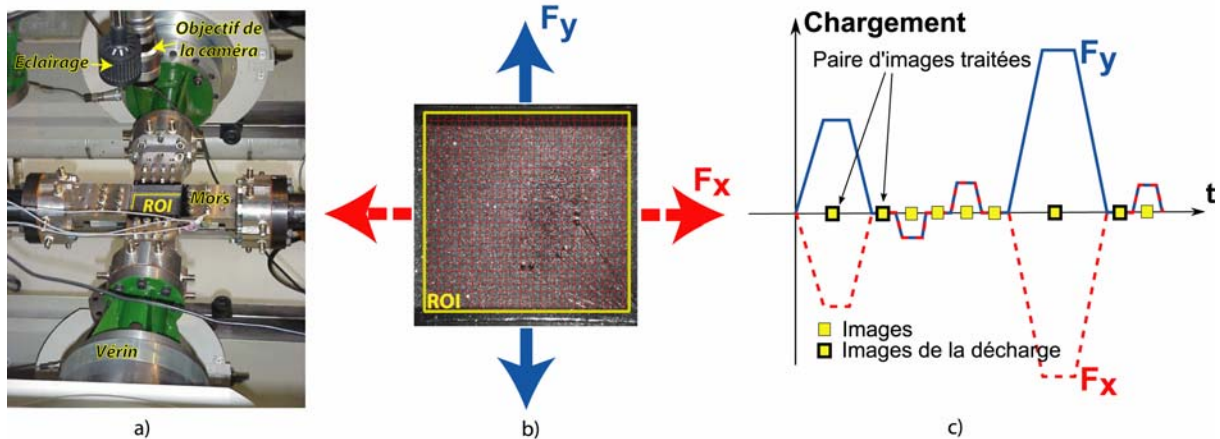 Objectif de
la caméra
Eclairage
ROI
Mors
Vérin
a)
Fy
Fx
ROI
b)
Chargement
Paire d'images traitées
Fy
t
Images
Images de la décharge
Fx
c)